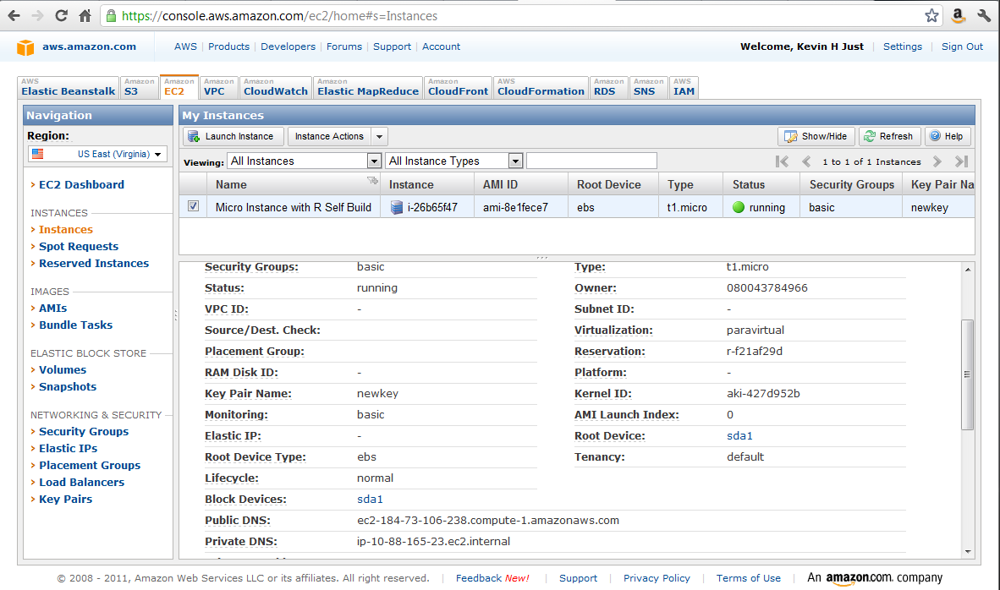 https://console.aws.amazon.com/ec2/home#s=Instances
aws.amazon.com AWS | Products | Developers | Forums | Support | Account Welcome, Kevin H Just | Settings | Sign Out
AWS Amazon Amazon Amazon Amazon Amazon Amazon AWS Amazon Amazon AWS
Elastic Beanstalk S3 EC2 VPC CloudWatch Elastic MapReduce CloudFront CloudFormation RDS SNS IAM
Navigation
Region:
US East (Virginia)
EC2 Dashboard
INSTANCES
Instances
Spot Requests
Reserved Instances
IMAGES
AMIs
Bundle Tasks
ELASTIC BLOCK STORE
Volumes
Snapshots
NETWORKING & SECURITY
Security Groups
Elastic IPs
Placement Groups
Load Balancers
Key Pairs
My Instances
Launch Instance Instance Actions Show/Hide Refresh Help
Viewing: All Instances All Instance Types 1 to 1 of 1 Instances
Name Instance AMI ID Root Device Type Status Security Groups Key Pair Na
Micro Instance with R Self Build i-26b65f47 ami-8e1fece7 ebs t1.micro running basic newkey
Security Groups: basic Type: t1.micro
Status: running Owner: 080043784966
VPC ID: - Subnet ID: -
Source/Dest. Check: Virtualization: paravirtual
Placement Group: Reservation: r-f21af29d
RAM Disk ID: - Platform: -
Key Pair Name: newkey Kernel ID: aki-427d952b
Monitoring: basic AMI Launch Index: 0
Elastic IP: - Root Device: sda1
Root Device Type: ebs Tenancy: default
Lifecycle: normal
Block Devices: sda1
Public DNS: ec2-184-73-106-238.compute-1.amazonaws.com
Private DNS: ip-10-88-165-23.ec2.internal
© 2008 - 2011, Amazon Web Services LLC or its affiliates. All right reserved. | Feedback New! | Support | Privacy Policy | Terms of Use | An amazon.com. company